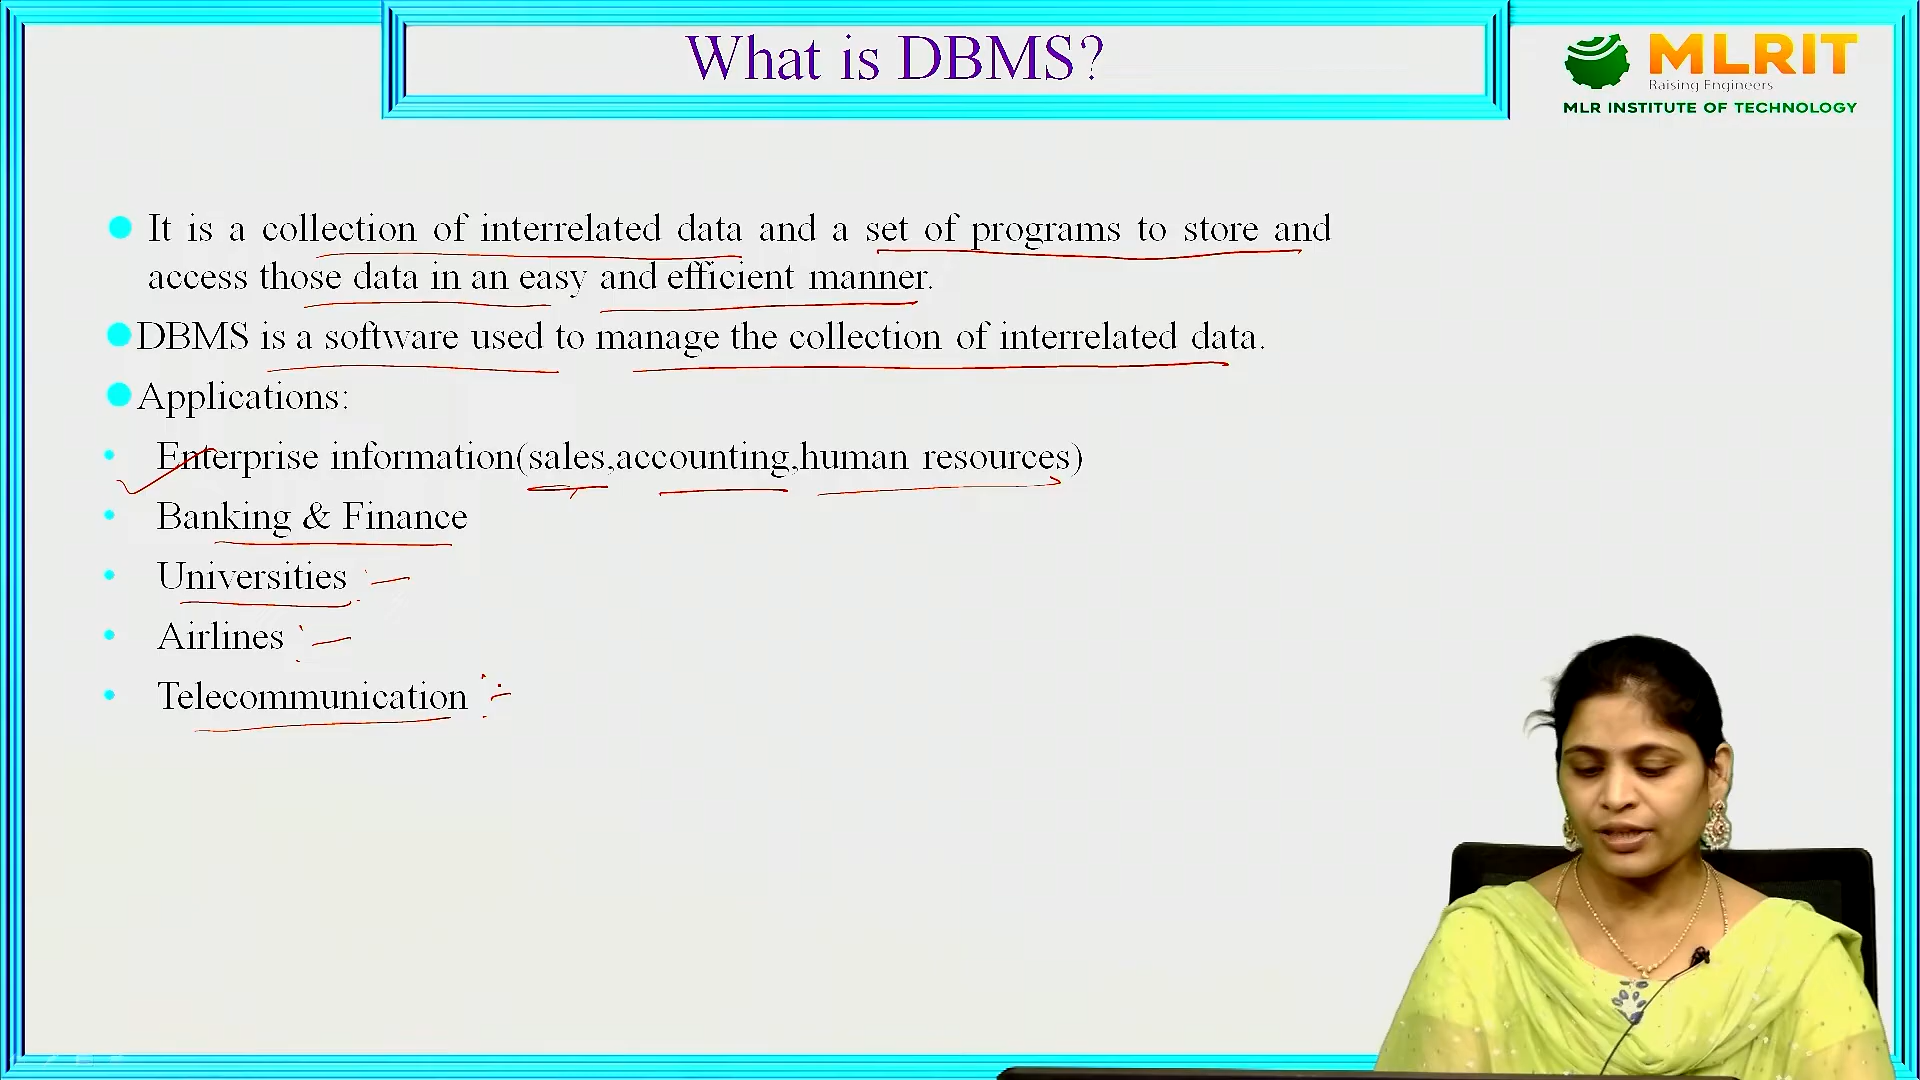 What is DBMS?
MLRIT
Raising Engineers
MLR INSTITUTE OF TECHNOLOGY
It is a collection of interrelated data and a set of programs to store and
access those data in an easy and efficient manner.
DBMS is a software used to manage the collection of interrelated data.
Applications:
Enterprise information(sales,accounting,human resources)
Banking & Finance
Universities :-
Airlines :-
Telecommunication :-